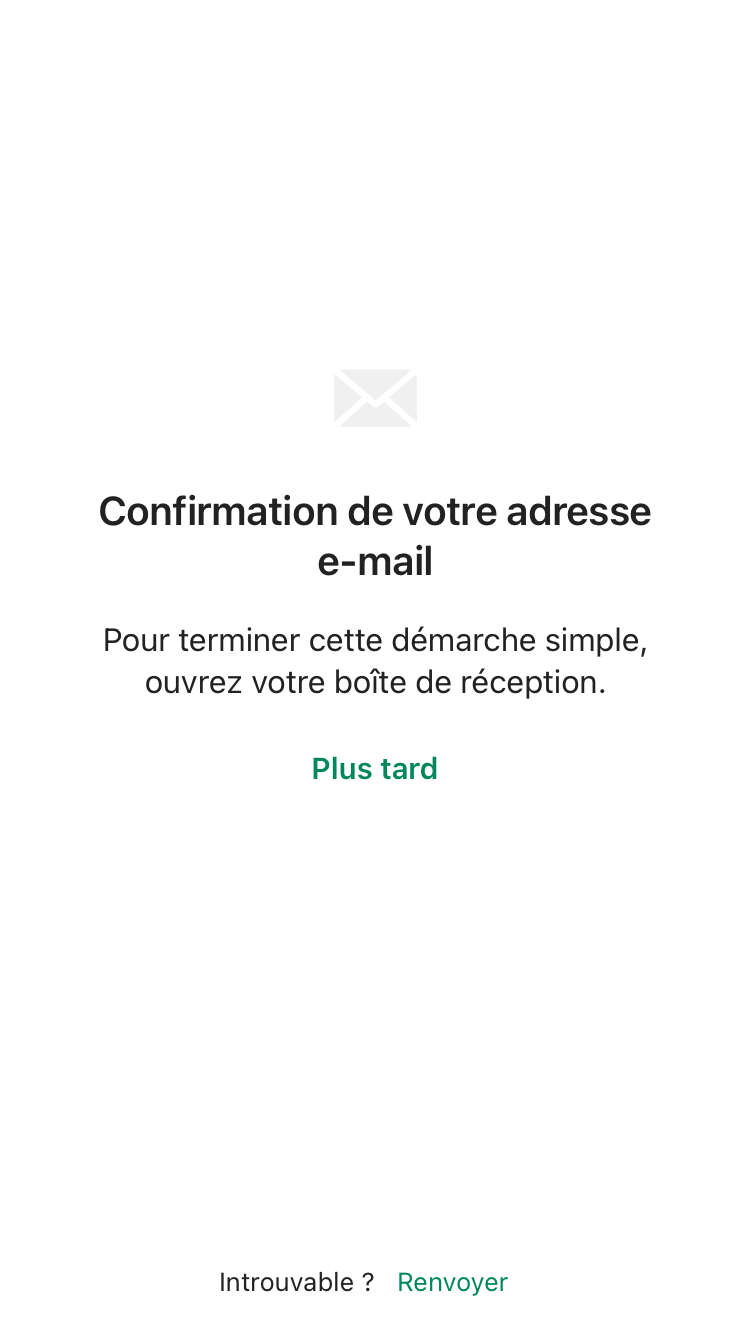 Confirmation de votre adresse
e-mail
Pour terminer cette démarche simple,
ouvrez votre boîte de réception.
Plus tard
Introuvable ? Renvoyer